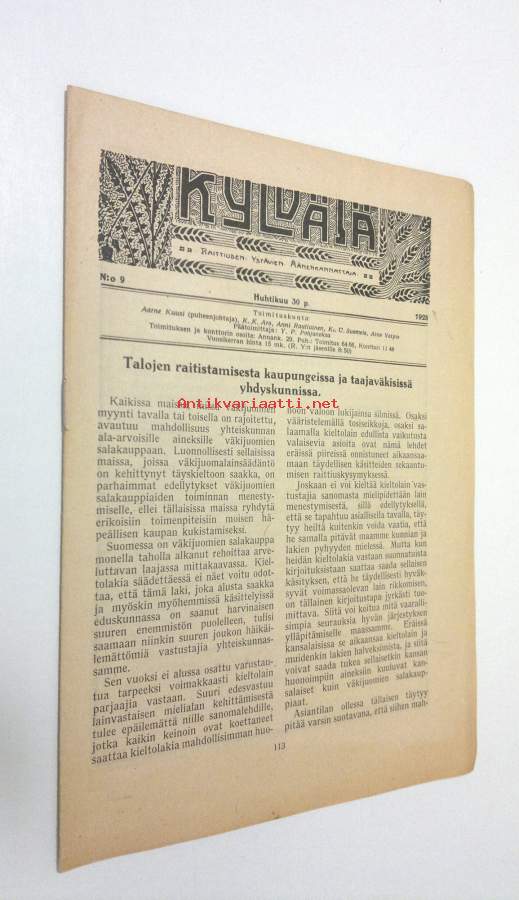 KYLVÄJÄ
RAITTIUDEN YSTÄVIEN ÄÄNENKANNATTAJA
N:o 9
Huhtikuu 30 p.
1923
Toimituskunta:
Aarne Kuusi (puheenjohtaja), K. K. Aro, Anni Rautiainen, K. U. Suomela, Aino Valpio
Päätoimittaja: Y. P. Pohjanoksa
Toimituksen ja konttorin osoite: Annank. 29. Puh.: Toimitus 64 66, Konttori 11 48
Vuosikerran hinta 15 mk. (R. Y:n jäsenille 8: 50)
Talojen raitistamisesta kaupungeissa ja taajaväkisissä
yhdyskunnissa.
Kaikissa maissa, missä väkijuomien
myynti tavalla tai toisella on rajoitettu,
avautuu mahdollisuus yhteiskunnan
ala-arvoisille aineksille väkijuomien
salakauppaan. Luonnollisesti sellaisissa
maissa, joissa väkijuomalainsäädäntö
on kehittynyt täyskieltoon saakka, on
parhaimmat edellytykset väkijuomien
salakauppiaiden toiminnan menesty-
miselle, ellei tällaisissa maissa ryhdytä
erikoisiin toimenpiteisiin moisen hä-
peällisen kaupan kukistamiseksi.
Suomessa on väkijuomien salakauppa
monella taholla alkanut rehoittaa arve-
luttavan laajassa mittakaavassa. Kiel-
tolakia säädettäessä ei näet voitu odot-
taa, että tämä laki, joka alusta saakka
ja myöskin myöhemmissä käsittelyissä
eduskunnassa on saanut harvinaisen
suuren enemmistön puolelleen, tulisi
saamaan niinkin suuren joukon häikäi-
lemättömiä vastustajia yhteiskunnas-
samme.
Sen vuoksi ei alussa osattu varustau-
tua tarpeeksi voimakkaasti kieltolain
parjaajia vastaan. Suuri edesvastuu
lainvastaisen mielialan kehittämisestä
tulee epäilemättä niille sanomalehdille,
jotka kaikin keinoin ovat koettaneet
saattaa kieltolakia mahdollisimman huo-
noon valoon lukijainsa silmissä. Osaksi
vääristelemällä tosiseikkoja, osaksi sa-
laamalla kieltolain edullista vaikutusta
valaisevia asioita ovat nämä lehdet
eräissä piireissä onnistuneet aikaansaa-
maan täydellisen käsitteiden sekaantu-
misen raittiuskysymyksessä.
Joskaan ei voi kieltää kieltolain vas-
tustajia sanomasta mielipidettään lain
menestymisestä, sillä edellytyksellä,
että se tapahtuu asiallisella tavalla, täy-
tyy heiltä kuitenkin veida vaatia, että
he samalla pitävät maamme kunnian ja
lakien pyhyyden mielessä. Mutta kun
heidän kieltolakia vastaan suunnatuista
kirjoituksistaan saattaa saada sellaisen
käsityksen, että he täydellisesti hyväk-
syvät voimassaolevan lain rikkomisen,
on tällainen kirjoitustapa jyrkästi tuo-
mittava. Siitä voi koitua mitä vaaralli-
simpia seurauksia hyvän järjestyksen
ylläpitämiselle maassamme. Eräissä
kansalaisissa se aikaansaa kieltolain ja
muidenkin lakien halveksimista, ja siitä
voivat saada tukea sellaisetkin kansan
huonoimpiin aineksiin kuuluvat kan-
salaiset kuin väkijuomien salakaup-
piaat.
Asiantilan ollessa tällaisen täytyy
pitää varsin suotavana, että siihen mah-
113
Antikvariaatti.net